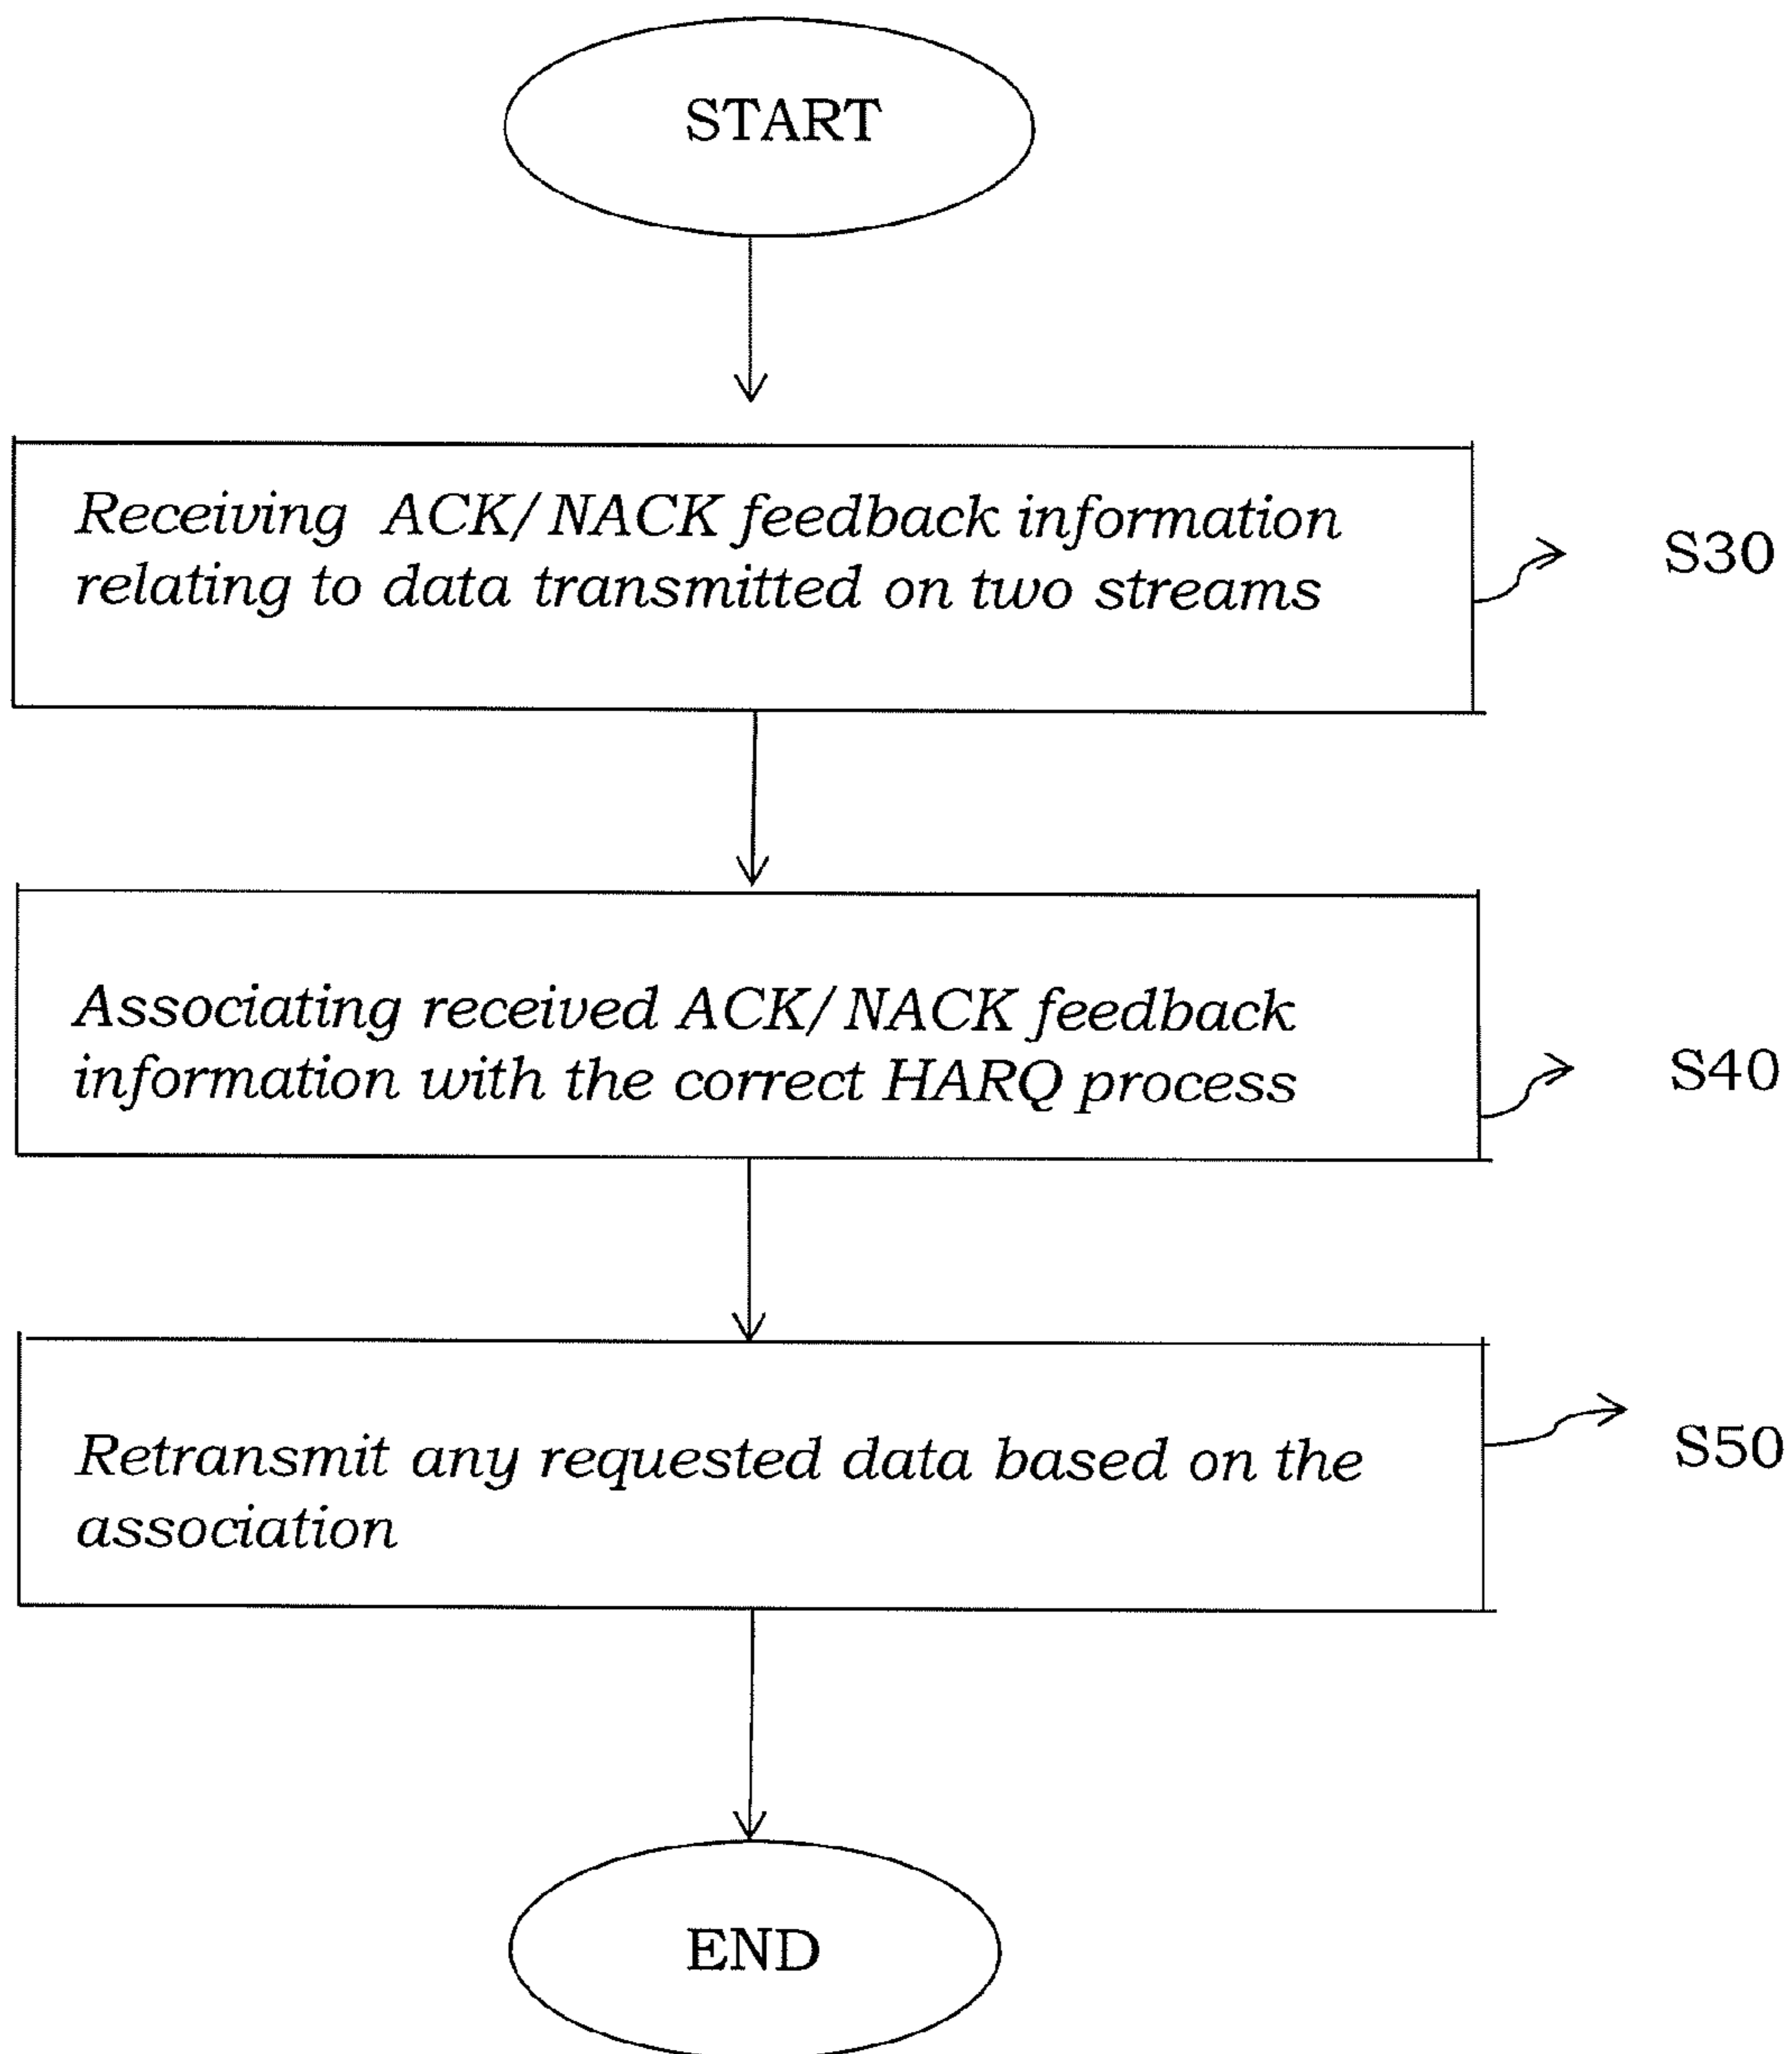 START
Receiving ACK/NACK feedback information
relating to data transmitted on two streams
S30
Associating received ACK/NACK feedback
information with the correct HARQ process
S40
Retransmit any requested data based on the
association
S50
END